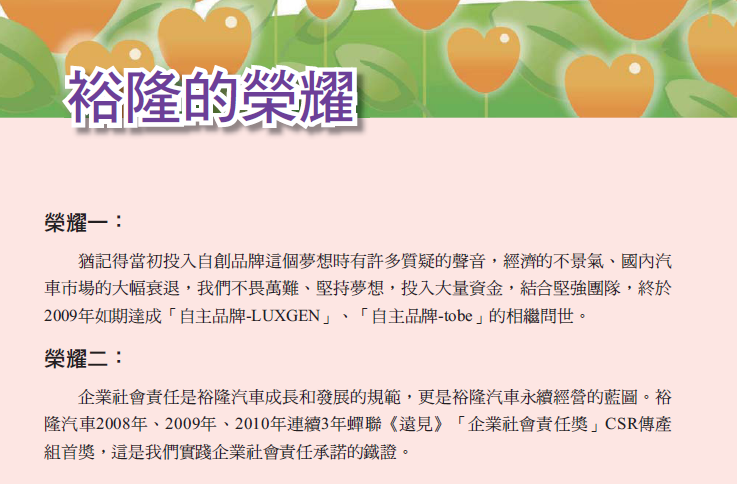 裕隆的榮耀
榮耀一：
猶記得當初投入自創品牌這個夢想時有許多質疑的聲音，經濟的不景氣、國內汽
車市場的大幅衰退，我們不畏萬難、堅持夢想，投入大量資金，結合堅強團隊，終於
2009年如期達成「自主品牌-LUXGEN」、「自主品牌-tobe」的相繼問世。
榮耀二：
企業社會責任是裕隆汽車成長和發展的規範，更是裕隆汽車永續經營的藍圖。裕
隆汽車2008年、2009年、2010年連續3年蟬聯《遠見》「企業社會責任獎」CSR傳產
組首獎，這是我們實踐企業社會責任承諾的鐵證。